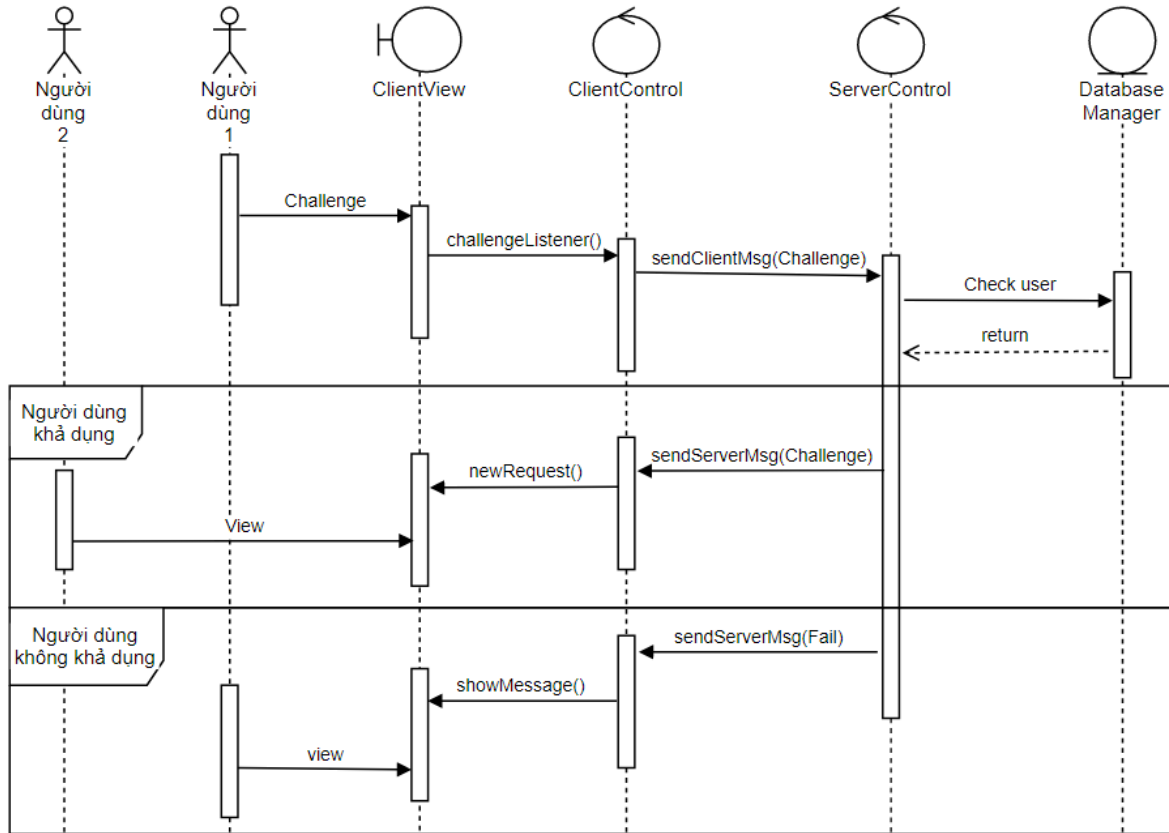 Người
dùng
2
Người
dùng
1
ClientView
ClientControl
ServerControl
Database
Manager
Challenge
challengeListener()
sendClientMsg(Challenge)
Check user
return
Người dùng
khả dụng
sendServerMsg(Challenge)
newRequest()
View
Người dùng
không khả dụng
sendServerMsg(Fail)
showMessage()
view